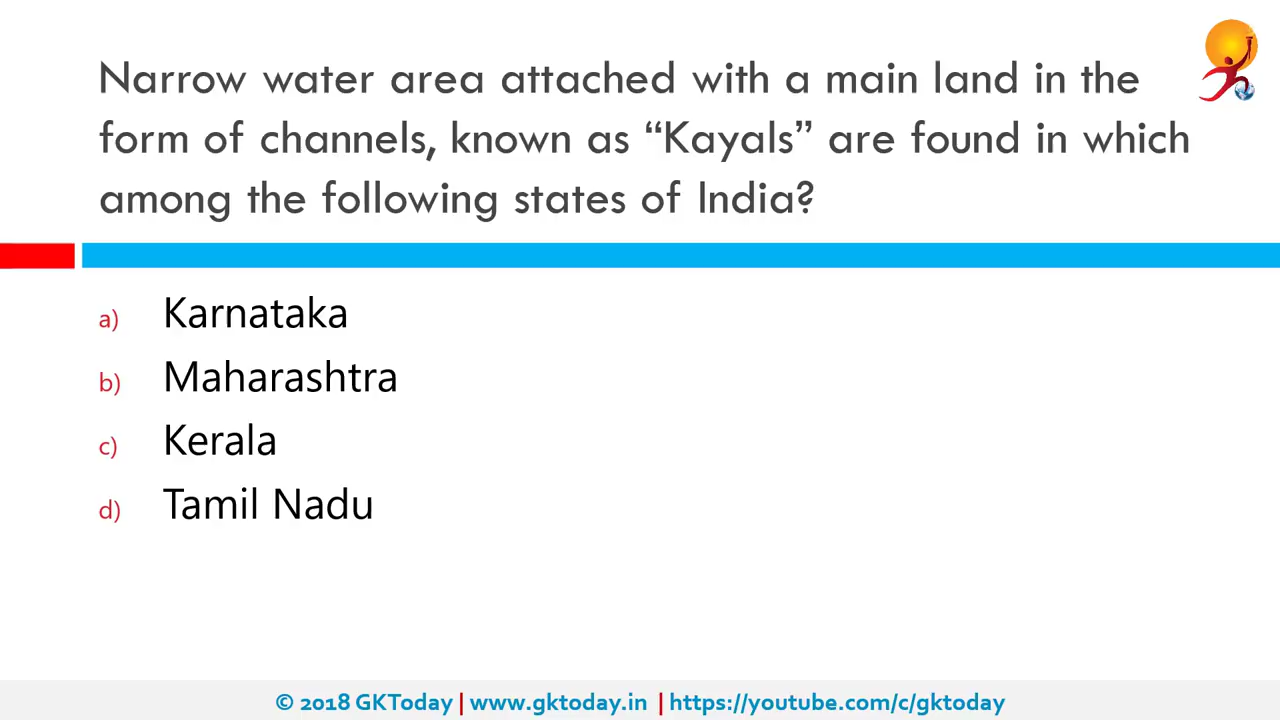 Narrow water area attached with a main land in the
form of channels, known as “Kayals” are found in which
among the following states of India?
a) Karnataka
b) Maharashtra
c) Kerala
d) Tamil Nadu
© 2018 GKToday | www.gktoday.in | https://youtube.com/c/gktoday